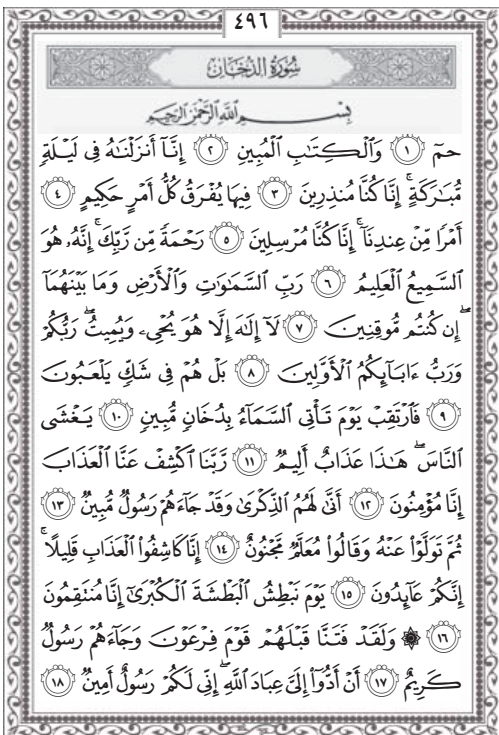 ٤٩٦
سُورَةُ الدُّخَانِ
بِسْمِ اللَّهِ الرَّحْمَٰنِ الرَّحِيمِ
حمٓ ١ وَٱلْكِتَٰبِ ٱلْمُبِينِ ٢ إِنَّآ أَنزَلْنَٰهُ فِى لَيْلَةٍ
مُّبَٰرَكَةٍ ۚ إِنَّا كُنَّا مُنذِرِينَ ٣ فِيهَا يُفْرَقُ كُلُّ أَمْرٍ حَكِيمٍ ٤
أَمْرًا مِّنْ عِندِنَآ ۚ إِنَّا كُنَّا مُرْسِلِينَ ٥ رَحْمَةً مِّن رَّبِّكَ ۚ إِنَّهُۥ هُوَ
ٱلسَّمِيعُ ٱلْعَلِيمُ ٦ رَبِّ ٱلسَّمَٰوَٰتِ وَٱلْأَرْضِ وَمَا بَيْنَهُمَآ
ۖ إِن كُنتُم مُّوقِنِينَ ٧ لَآ إِلَٰهَ إِلَّا هُوَ يُحْىِۦ وَيُمِيتُ ۖ رَبُّكُمْ
وَرَبُّ ءَابَآئِكُمُ ٱلْأَوَّلِينَ ٨ بَلْ هُمْ فِى شَكٍّ يَلْعَبُونَ
٩ فَٱرْتَقِبْ يَوْمَ تَأْتِى ٱلسَّمَآءُ بِدُخَانٍ مُّبِينٍ ١٠ يَغْشَى
ٱلنَّاسَ ۖ هَٰذَا عَذَابٌ أَلِيمٌ ١١ رَّبَّنَا ٱكْشِفْ عَنَّا ٱلْعَذَابَ
إِنَّا مُؤْمِنُونَ ١٢ أَنَّىٰ لَهُمُ ٱلذِّكْرَىٰ وَقَدْ جَآءَهُمْ رَسُولٌ مُّبِينٌ ١٣
ثُمَّ تَوَلَّوْا۟ عَنْهُ وَقَالُوا۟ مُعَلَّمٌ مَّجْنُونٌ ١٤ إِنَّا كَاشِفُوا۟ ٱلْعَذَابِ قَلِيلًا ۚ
إِنَّكُمْ عَآئِدُونَ ١٥ يَوْمَ نَبْطِشُ ٱلْبَطْشَةَ ٱلْكُبْرَىٰٓ إِنَّا مُنتَقِمُونَ
١٦ ۞ وَلَقَدْ فَتَنَّا قَبْلَهُمْ قَوْمَ فِرْعَوْنَ وَجَآءَهُمْ رَسُولٌ
كَرِيمٌ ١٧ أَنْ أَدُّوٓا۟ إِلَىَّ عِبَادَ ٱللَّهِ ۖ إِنِّى لَكُمْ رَسُولٌ أَمِينٌ ١٨